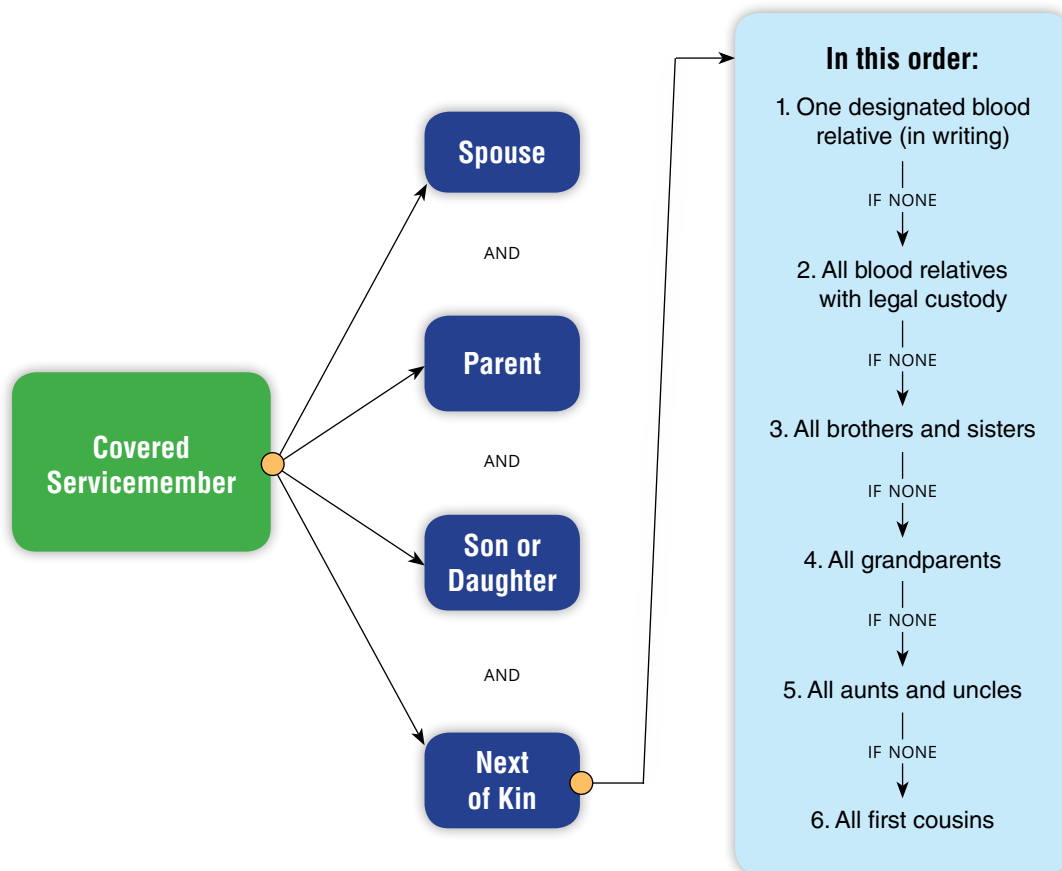 Covered
Servicemember
Spouse
AND
Parent
AND
Son or
Daughter
AND
Next
of Kin
In this order:
1. One designated blood
relative (in writing)
IF NONE
2. All blood relatives
with legal custody
IF NONE
3. All brothers and sisters
IF NONE
4. All grandparents
IF NONE
5. All aunts and uncles
IF NONE
6. All first cousins